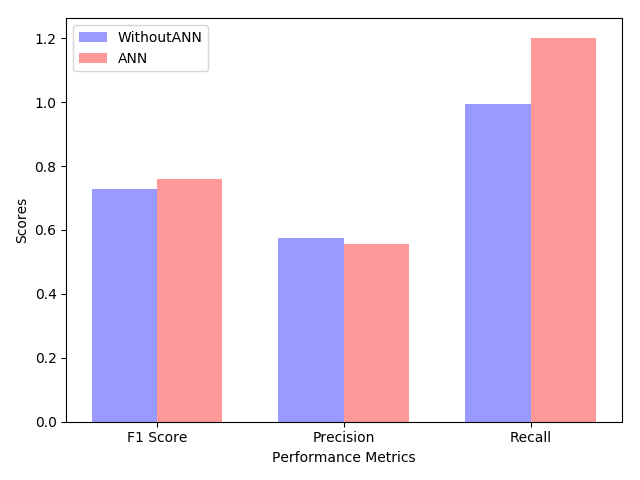 WithoutANN
ANN
1.2
1.0
0.8
0.6
0.4
0.2
0.0
Scores
F1 Score Precision Recall
Performance Metrics